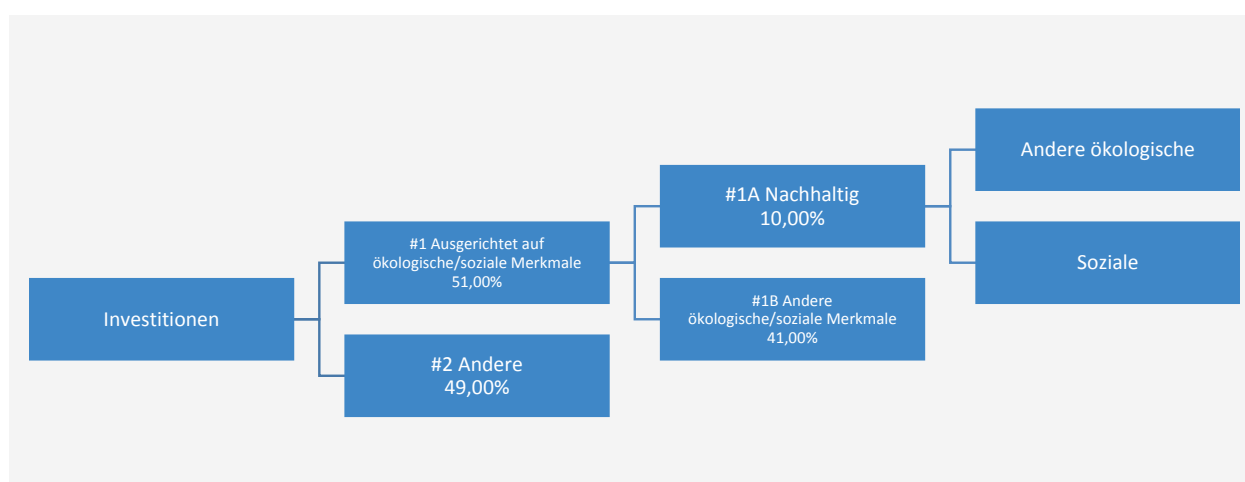 Investitionen
#1 Ausgerichtet auf
ökologische/soziale Merkmale
51,00%
#2 Andere
49,00%
#1A Nachhaltig
10,00%
#1B Andere
ökologische/soziale Merkmale
41,00%
Andere ökologische
Soziale